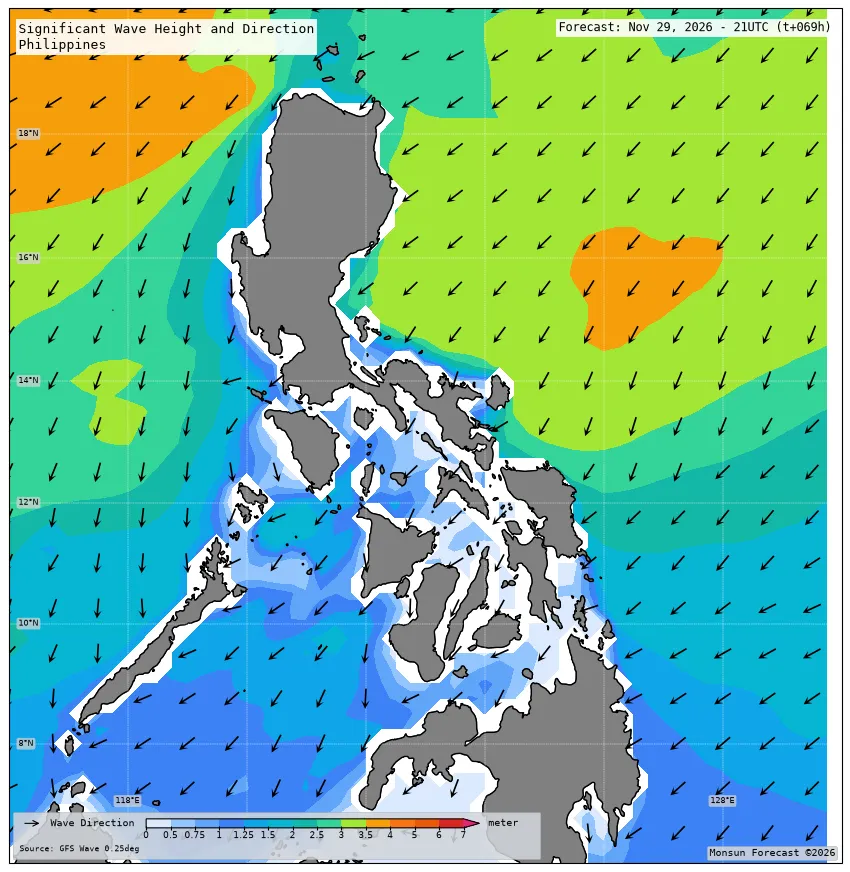 Significant Wave Height and Direction
Philippines
Forecast: Nov 29, 2026 - 21UTC (t+069h)
18°N
16°N
14°N
12°N
10°N
8°N
118°E
128°E
Wave Direction
0 0.5 0.75 1 1.25 1.5 2 2.5 3 3.5 4 5 6 7
meter
Source: GFS Wave 0.25deg
Monsun Forecast ©2026